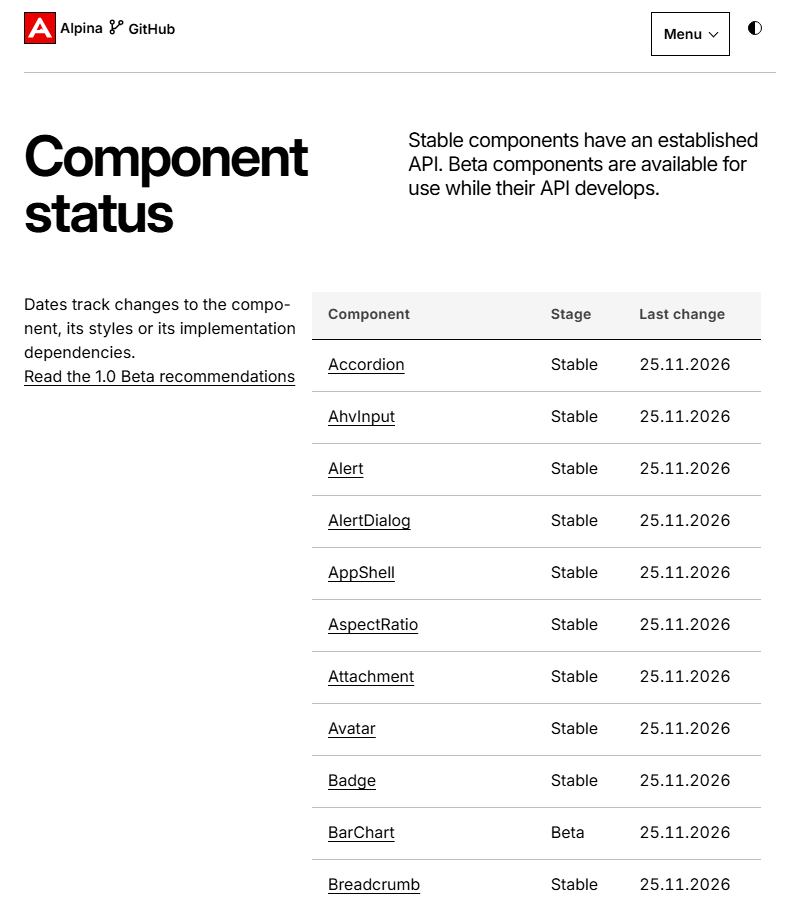 Alpina GitHub Menu
Component
status
Stable components have an established
API. Beta components are available for
use while their API develops.
Dates track changes to the compo-
nent, its styles or its implementation
dependencies.
Read the 1.0 Beta recommendations
Component Stage Last change
Accordion Stable 25.11.2026
AhvInput Stable 25.11.2026
Alert Stable 25.11.2026
AlertDialog Stable 25.11.2026
AppShell Stable 25.11.2026
AspectRatio Stable 25.11.2026
Attachment Stable 25.11.2026
Avatar Stable 25.11.2026
Badge Stable 25.11.2026
BarChart Beta 25.11.2026
Breadcrumb Stable 25.11.2026